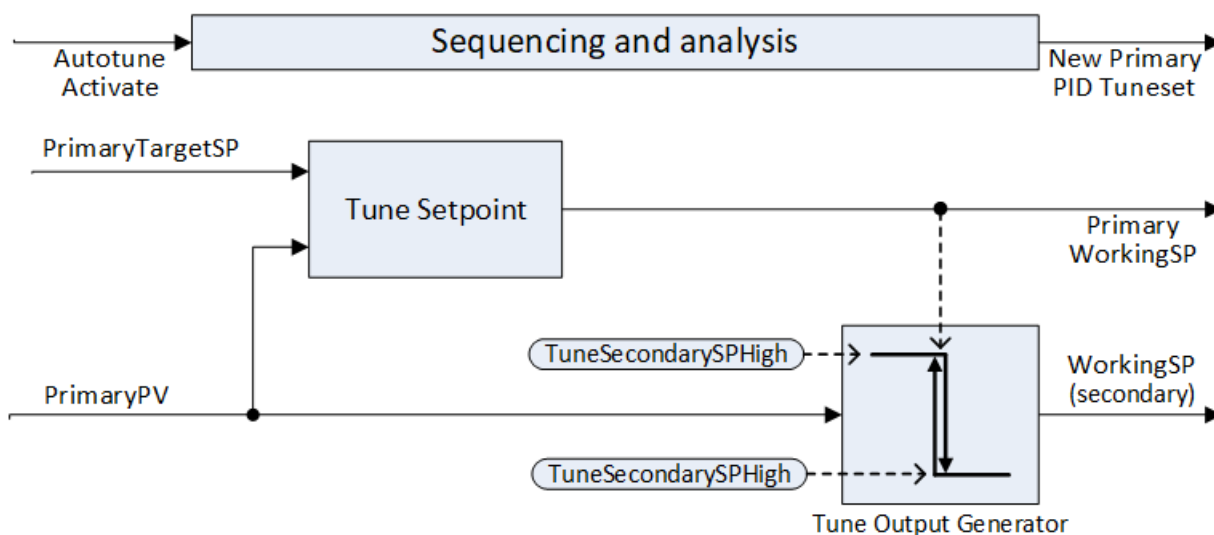 Sequencing and analysis
Autotune
Activate
New Primary
PID Tuneset
PrimaryTargetSP
Tune Setpoint
Primary
WorkingSP
TuneSecondarySPHigh
WorkingSP
(secondary)
PrimaryPV
TuneSecondarySPHigh
Tune Output Generator